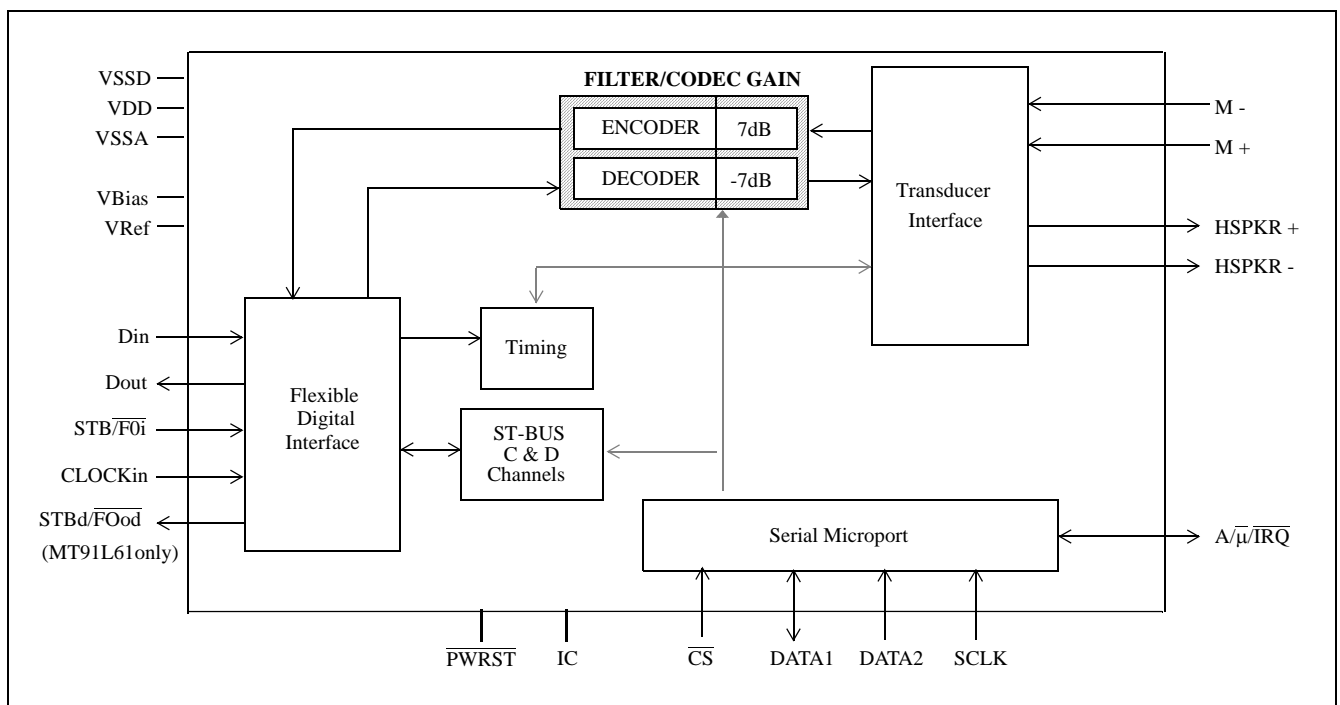 FILTER/CODEC GAIN
ENCODER 7dB
DECODER -7dB
VSSD
VDD
VSSA
VBias
VRef
Transducer
Interface
M -
M +
HSPKR +
HSPKR -
Din
Dout
STB/F0i
CLOCKin
STBd/FOod
(MT91L61only)
Flexible
Digital
Interface
Timing
ST-BUS
C & D
Channels
Serial Microport
A/μ/IRQ
PWRST
IC
CS
DATA1
DATA2
SCLK